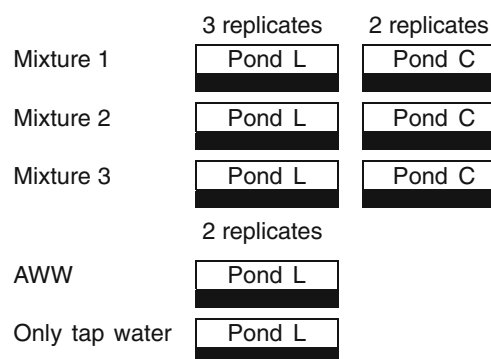 3 replicates 2 replicates
Mixture 1 Pond L Pond C
Mixture 2 Pond L Pond C
Mixture 3 Pond L Pond C
2 replicates
AWW Pond L
Only tap water Pond L